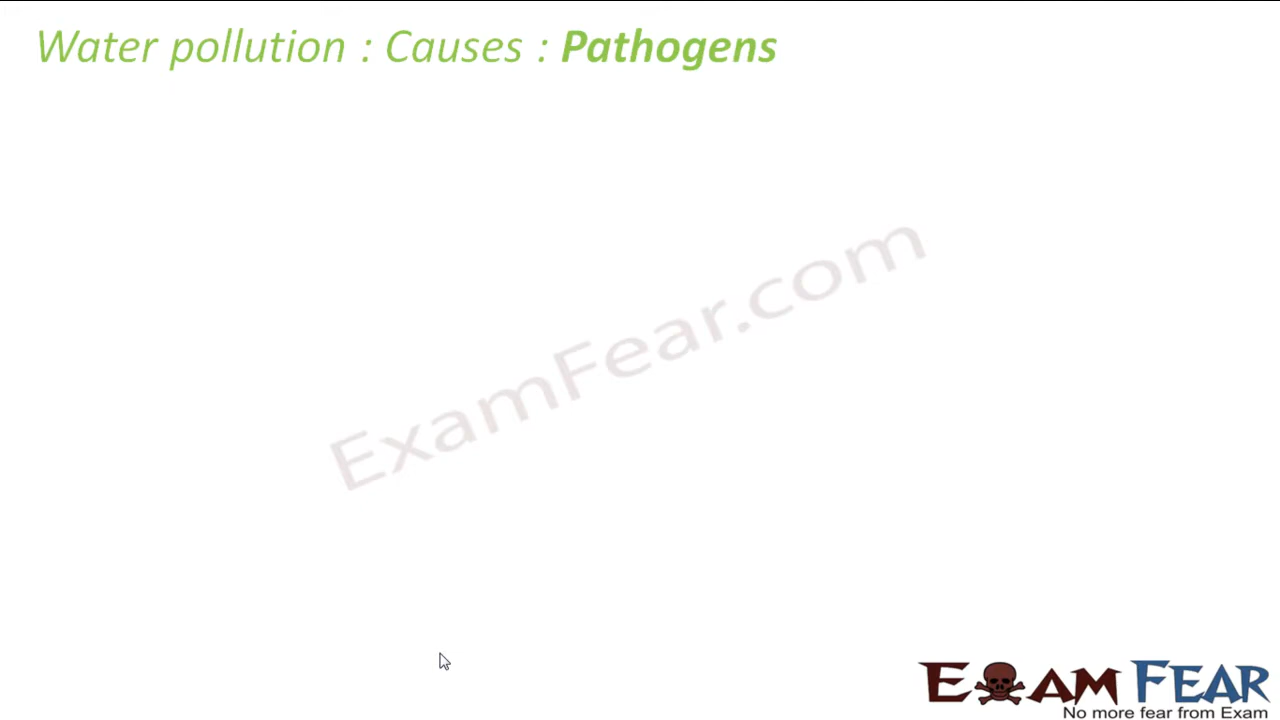 Water pollution : Causes : Pathogens
ExamFear.com
EXAM FEAR
No more fear from Exam